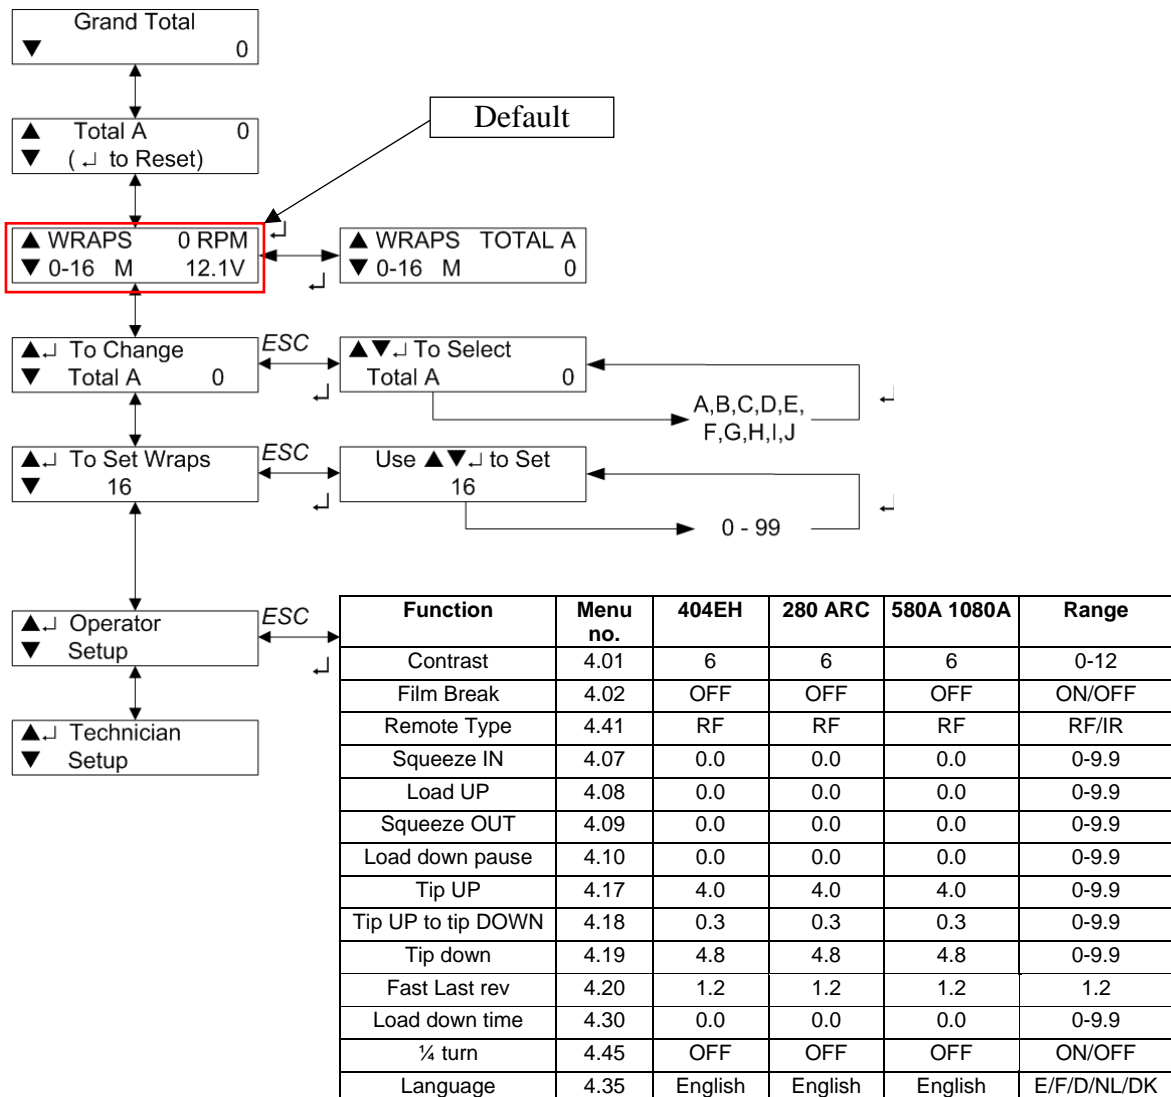 Grand Total
▼ 0
Default
▲ Total A 0
▼ ( ↵ to Reset)
▲ WRAPS 0 RPM
▼ 0-16 M 12.1V
↵
↵
▲ WRAPS TOTAL A
▼ 0-16 M 0
▲↵ To Change
▼ Total A 0
ESC
↵
▲▼↵ To Select
Total A 0
A,B,C,D,E,
F,G,H,I,J
↵
▲↵ To Set Wraps
▼ 16
ESC
↵
Use ▲▼↵ to Set
16
0 - 99
↵
▲↵ Operator
▼ Setup
ESC
↵
▲↵ Technician
▼ Setup
Function Menu no. 404EH 280 ARC 580A 1080A Range
Contrast 4.01 6 6 6 0-12
Film Break 4.02 OFF OFF OFF ON/OFF
Remote Type 4.41 RF RF RF RF/IR
Squeeze IN 4.07 0.0 0.0 0.0 0-9.9
Load UP 4.08 0.0 0.0 0.0 0-9.9
Squeeze OUT 4.09 0.0 0.0 0.0 0-9.9
Load down pause 4.10 0.0 0.0 0.0 0-9.9
Tip UP 4.17 4.0 4.0 4.0 0-9.9
Tip UP to tip DOWN 4.18 0.3 0.3 0.3 0-9.9
Tip down 4.19 4.8 4.8 4.8 0-9.9
Fast Last rev 4.20 1.2 1.2 1.2 1.2
Load down time 4.30 0.0 0.0 0.0 0-9.9
¼ turn 4.45 OFF OFF OFF ON/OFF
Language 4.35 English English English E/F/D/NL/DK